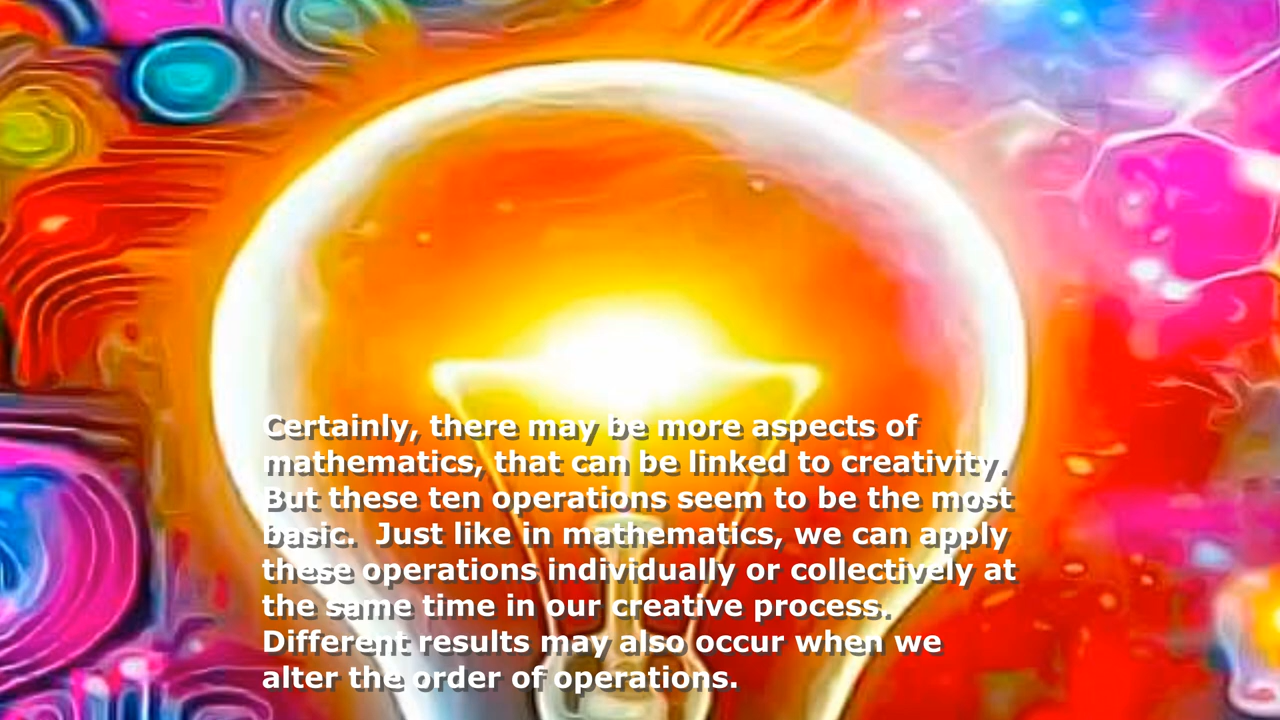 Certainly, there may be more aspects of
mathematics, that can be linked to creativity.
But these ten operations seem to be the most
basic.  Just like in mathematics, we can apply
these operations individually or collectively at
the same time in our creative process.
Different results may also occur when we
alter the order of operations.